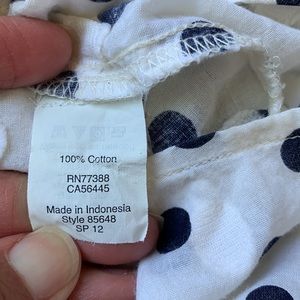 100% Cotton
RN77388
CA56445
Made in Indonesia
Style 85648
SP 12